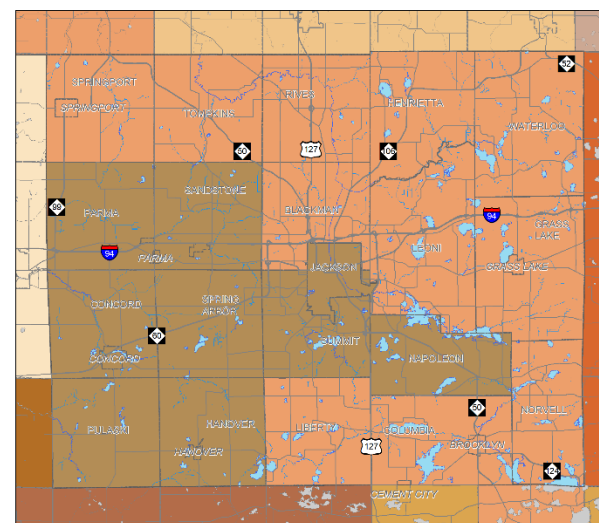 52
SPRINGPORT
SPRINGPORT
RIVES
HENRIETTA
TOMPKINS
WATERLOO
60
127
106
SANDSTONE
99
PARMA
BLACKMAN
94
GRASS
LAKE
LEONI
94
PARMA
JACKSON
GRASS LAKE
CONCORD
SPRING
ARBOR
60
SUMMIT
CONCORD
NAPOLEON
50
NORVELL
PULASKI
HANOVER
LIBERTY
COLUMBIA
127
BROOKLYN
HANOVER
124
CEMENT CITY